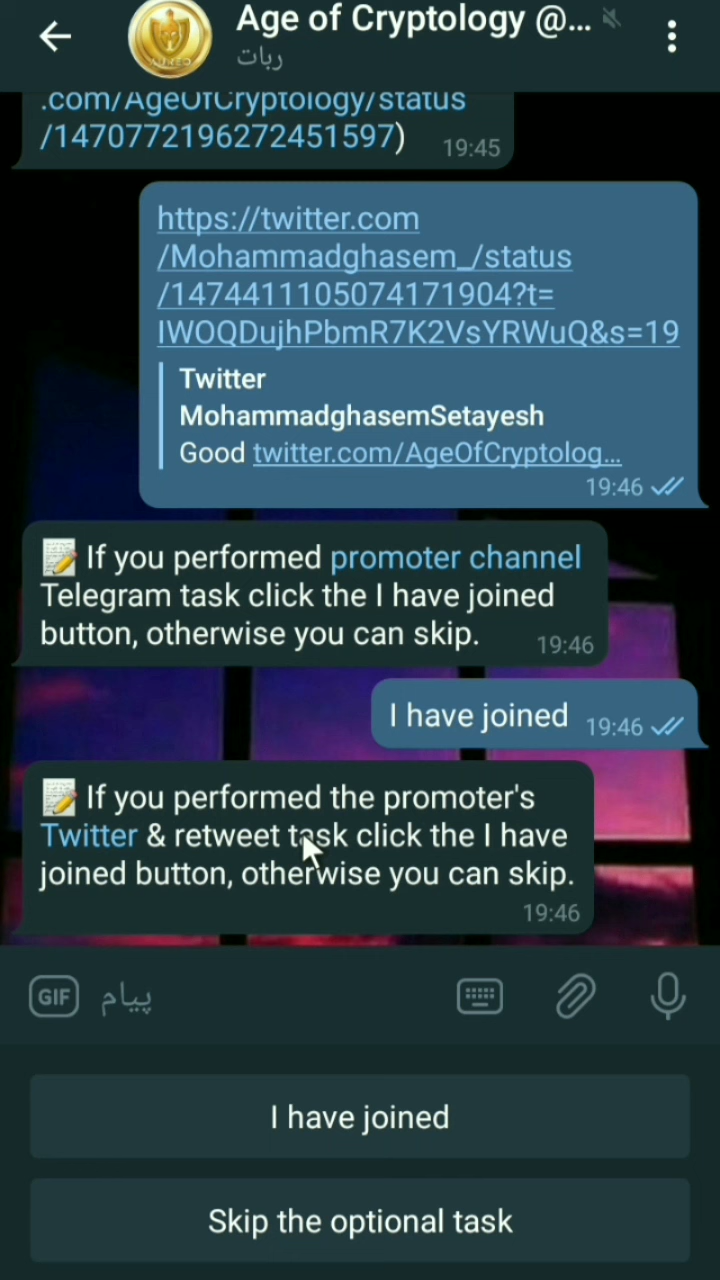 Age of Cryptology @...
ربات
.com/AgeOfCryptology/status
/1470772196272451597)
19:45
https://twitter.com
/Mohammadghasem_/status
/1474411105074171904?t=
IWOQDujhPbmR7K2VsYRWuQ&s=19
Twitter
MohammadghasemSetayesh
Good twitter.com/AgeOfCryptolog...
19:46
If you performed promoter channel
Telegram task click the I have joined
button, otherwise you can skip.
19:46
I have joined
19:46
If you performed the promoter's
Twitter & retweet task click the I have
joined button, otherwise you can skip.
19:46
GIF
پیام
I have joined
Skip the optional task